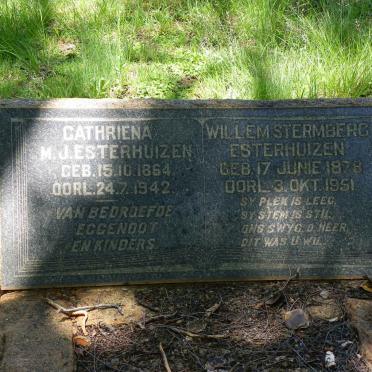 CATHRIENA
M.J. ESTERHUIZEN
GEB. 15.10.1864
OORL. 24.7.1942.
VAN BEDROEFDE
EGGENOOT
EN KINDERS.
WILLEM STERMBERG
ESTERHUIZEN
GEB. 17 JUNIE 1878
OORL. 3. OKT. 1951
SY PLEK IS LEEG,
SY STEM IS STIL,
ONS SWYG, O HEER,
DIT WAS U WIL.